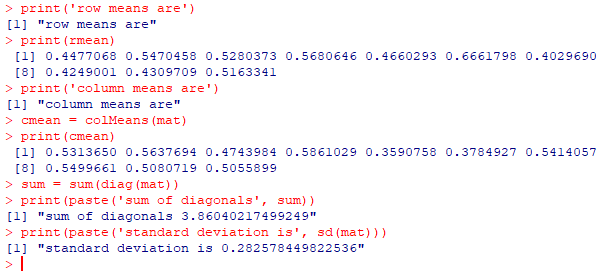 > print('row means are')
[1] "row means are"
> print(rmean)
 [1] 0.4477068 0.5470458 0.5280373 0.5680646 0.4660293 0.6661798 0.4029690
 [8] 0.4249001 0.4309709 0.5163341
> print('column means are')
[1] "column means are"
> cmean = colMeans(mat)
> print(cmean)
 [1] 0.5313650 0.5637694 0.4743984 0.5861029 0.3590758 0.3784927 0.5414057
 [8] 0.5499661 0.5080719 0.5055899
> sum = sum(diag(mat))
> print(paste('sum of diagonals', sum))
[1] "sum of diagonals 3.86040217499249"
> print(paste('standard deviation is', sd(mat)))
[1] "standard deviation is 0.282578449822536"
>